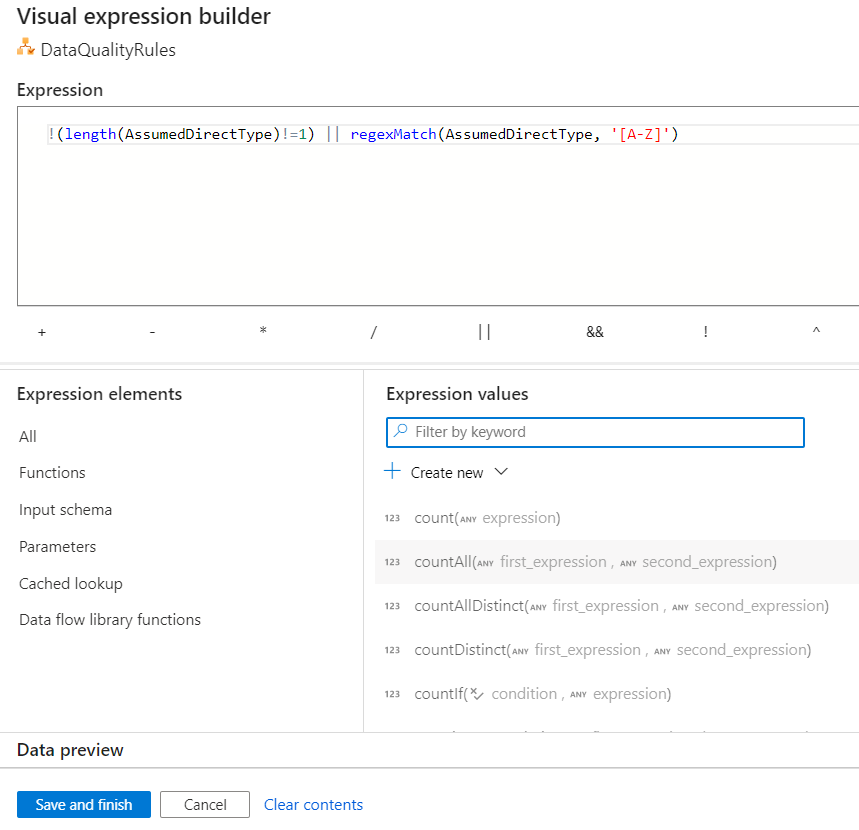 Visual expression builder
DataQualityRules
Expression
!(length(AssumedDirectType)!=1) || regexMatch(AssumedDirectType, '[A-Z]')
+ - * / || && ! ^
Expression elements
All
Functions
Input schema
Parameters
Cached lookup
Data flow library functions
Expression values
Filter by keyword
Create new
123 count(ANY expression)
123 countAll(ANY first_expression , ANY second_expression)
123 countAllDistinct(ANY first_expression , ANY second_expression)
123 countDistinct(ANY first_expression , ANY second_expression)
123 countIf( condition , ANY expression)
Data preview
Save and finish
Cancel
Clear contents